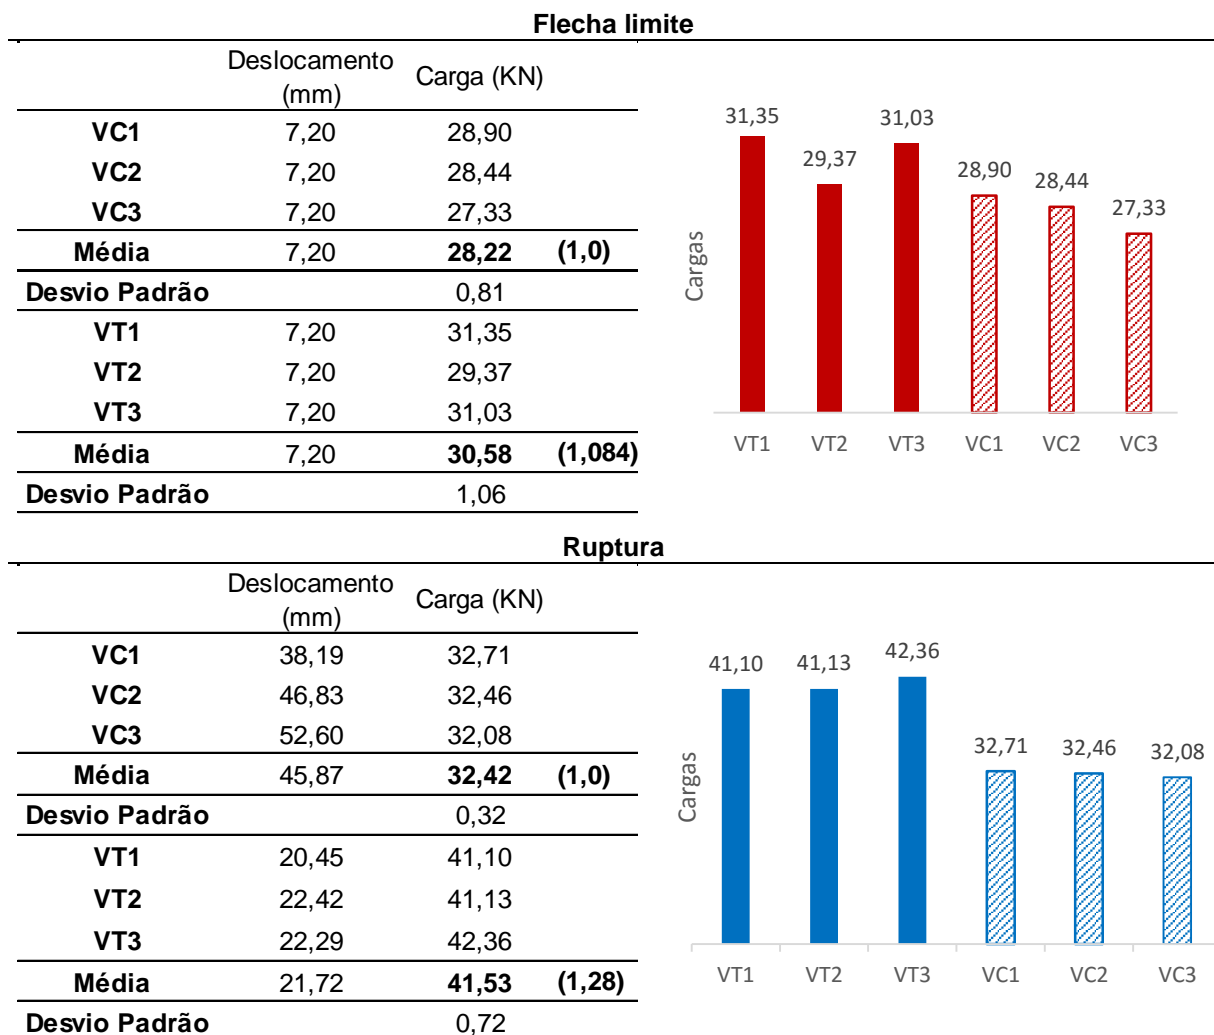 Flecha limite
Deslocamento (mm) Carga (KN)
VC1 7,20 28,90
VC2 7,20 28,44
VC3 7,20 27,33
Média 7,20 28,22 (1,0)
Desvio Padrão 0,81
VT1 7,20 31,35
VT2 7,20 29,37
VT3 7,20 31,03
Média 7,20 30,58 (1,084)
Desvio Padrão 1,06
31,35 29,37 31,03 28,90 28,44 27,33
Cargas
VT1 VT2 VT3 VC1 VC2 VC3
Ruptura
Deslocamento (mm) Carga (KN)
VC1 38,19 32,71
VC2 46,83 32,46
VC3 52,60 32,08
Média 45,87 32,42 (1,0)
Desvio Padrão 0,32
VT1 20,45 41,10
VT2 22,42 41,13
VT3 22,29 42,36
Média 21,72 41,53 (1,28)
Desvio Padrão 0,72
41,10 41,13 42,36 32,71 32,46 32,08
Cargas
VT1 VT2 VT3 VC1 VC2 VC3